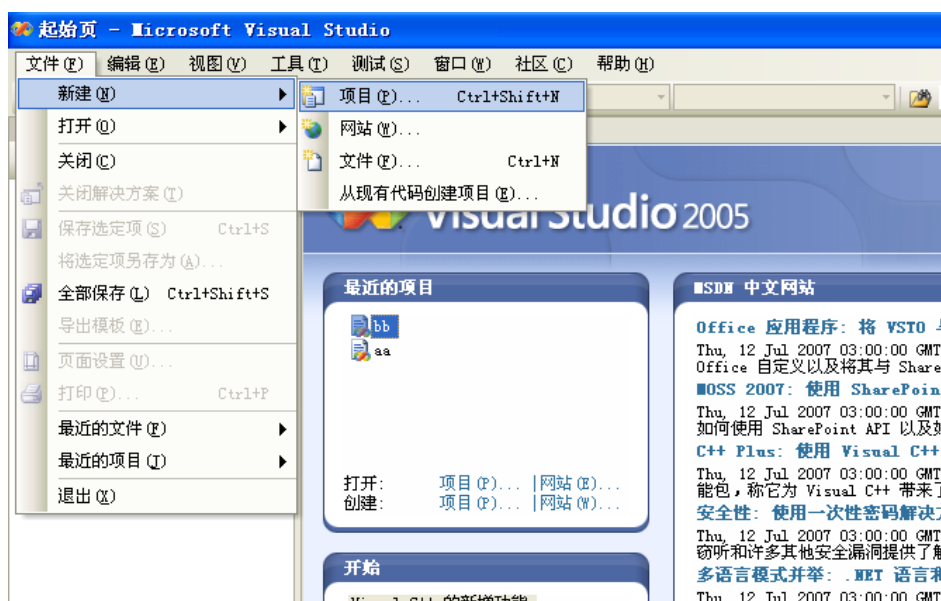 起始页 - Microsoft Visual Studio
文件(F) 编辑(E) 视图(V) 工具(T) 测试(S) 窗口(W) 社区(C) 帮助(H)
新建(N)
打开(O)
关闭(C)
关闭解决方案(T)
保存选定项(S) Ctrl+S
将选定项另存为(A)...
全部保存(L) Ctrl+Shift+S
导出模板(E)...
页面设置(U)...
打印(P)... Ctrl+P
最近的文件(F)
最近的项目(J)
退出(X)
项目(P)... Ctrl+Shift+N
网站(W)...
文件(F)... Ctrl+N
从现有代码创建项目(E)...
Visual Studio 2005
最近的项目
bb
aa
打开: 项目(P)... |网站(E)...
创建: 项目(P)... |网站(W)...
开始
Visual C++ 的新增功能
MSDN 中文网站
Office 应用程序: 将 VSTO
Thu, 12 Jul 2007 03:00:00 GMT
Office 自定义以及将其与 Share
MOSS 2007: 使用 SharePoin
Thu, 12 Jul 2007 03:00:00 GMT
如何使用 SharePoint API 以及如
C++ Plus: 使用 Visual C++
Thu, 12 Jul 2007 03:00:00 GMT
能包，称它为 Visual C++ 带来了
安全性: 使用一次性密码解决方
Thu, 12 Jul 2007 03:00:00 GMT
窃听和许多其他安全漏洞提供了解
多语言模式并举: .NET 语言和
Thu, 12 Jul 2007 03:00:00 GMT